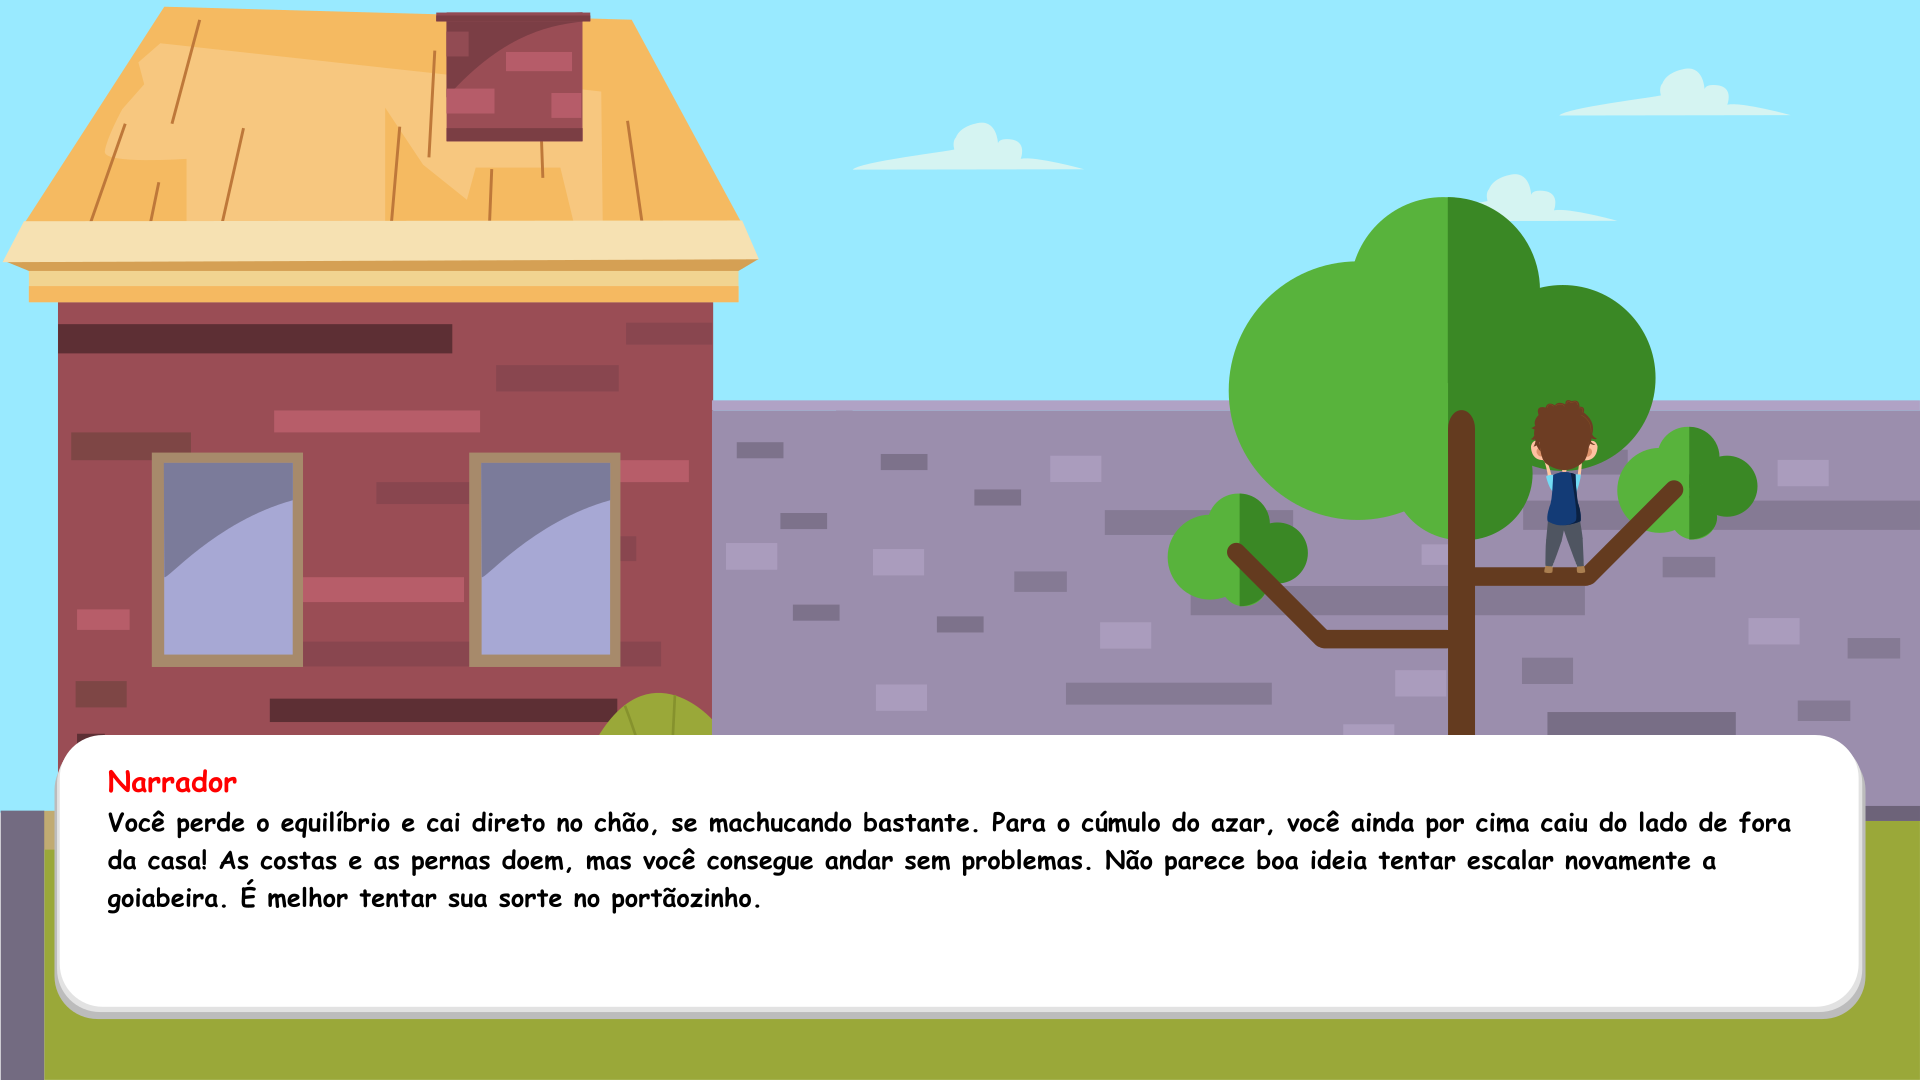 Narrador
Você perde o equilíbrio e cai direto no chão, se machucando bastante. Para o cúmulo do azar, você ainda por cima caiu do lado de fora
da casa! As costas e as pernas doem, mas você consegue andar sem problemas. Não parece boa ideia tentar escalar novamente a
goiabeira. É melhor tentar sua sorte no portãozinho.